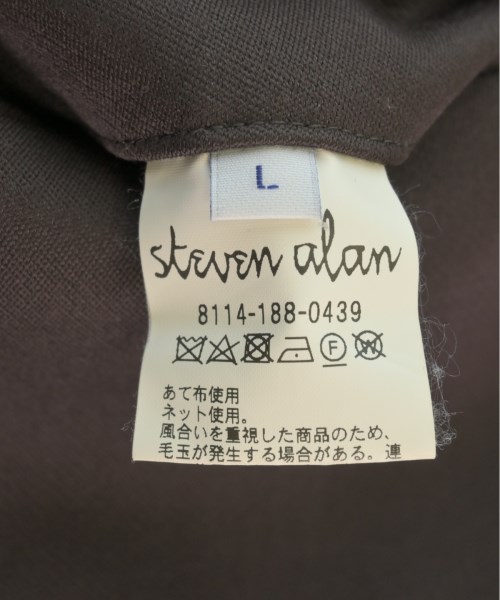 L
steven alan
8114-188-0439
F W
あて布使用
ネット使用。
風合いを重視した商品のため、
毛玉が発生する場合がある。連